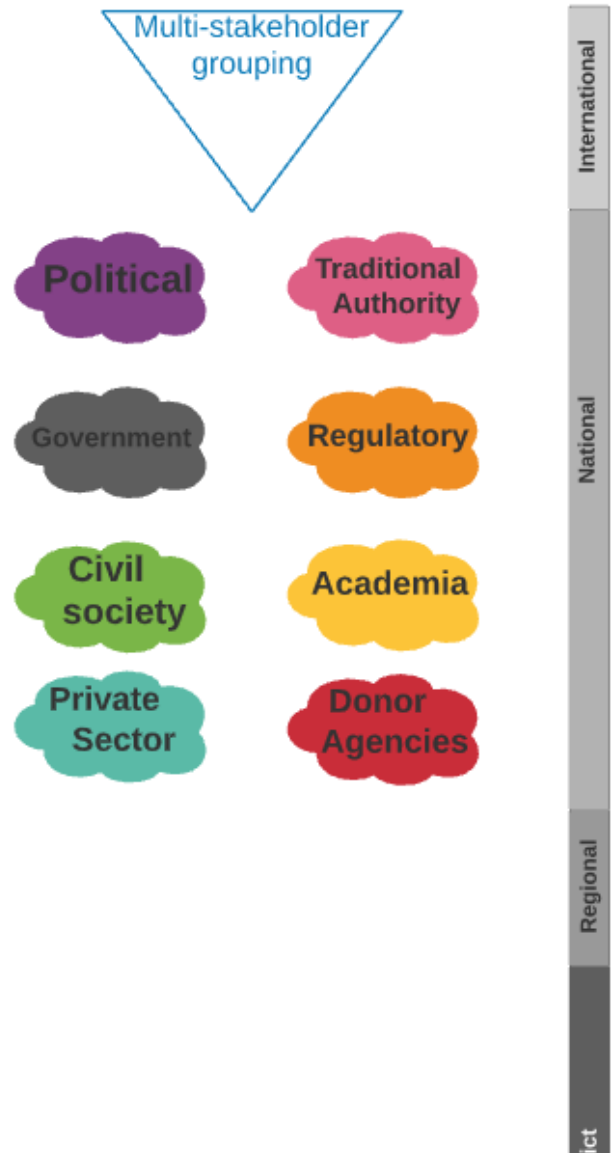 Multi-stakeholder
grouping
Political
Traditional
Authority
Government
Regulatory
Civil
society
Academia
Private
Sector
Donor
Agencies
International
National
Regional